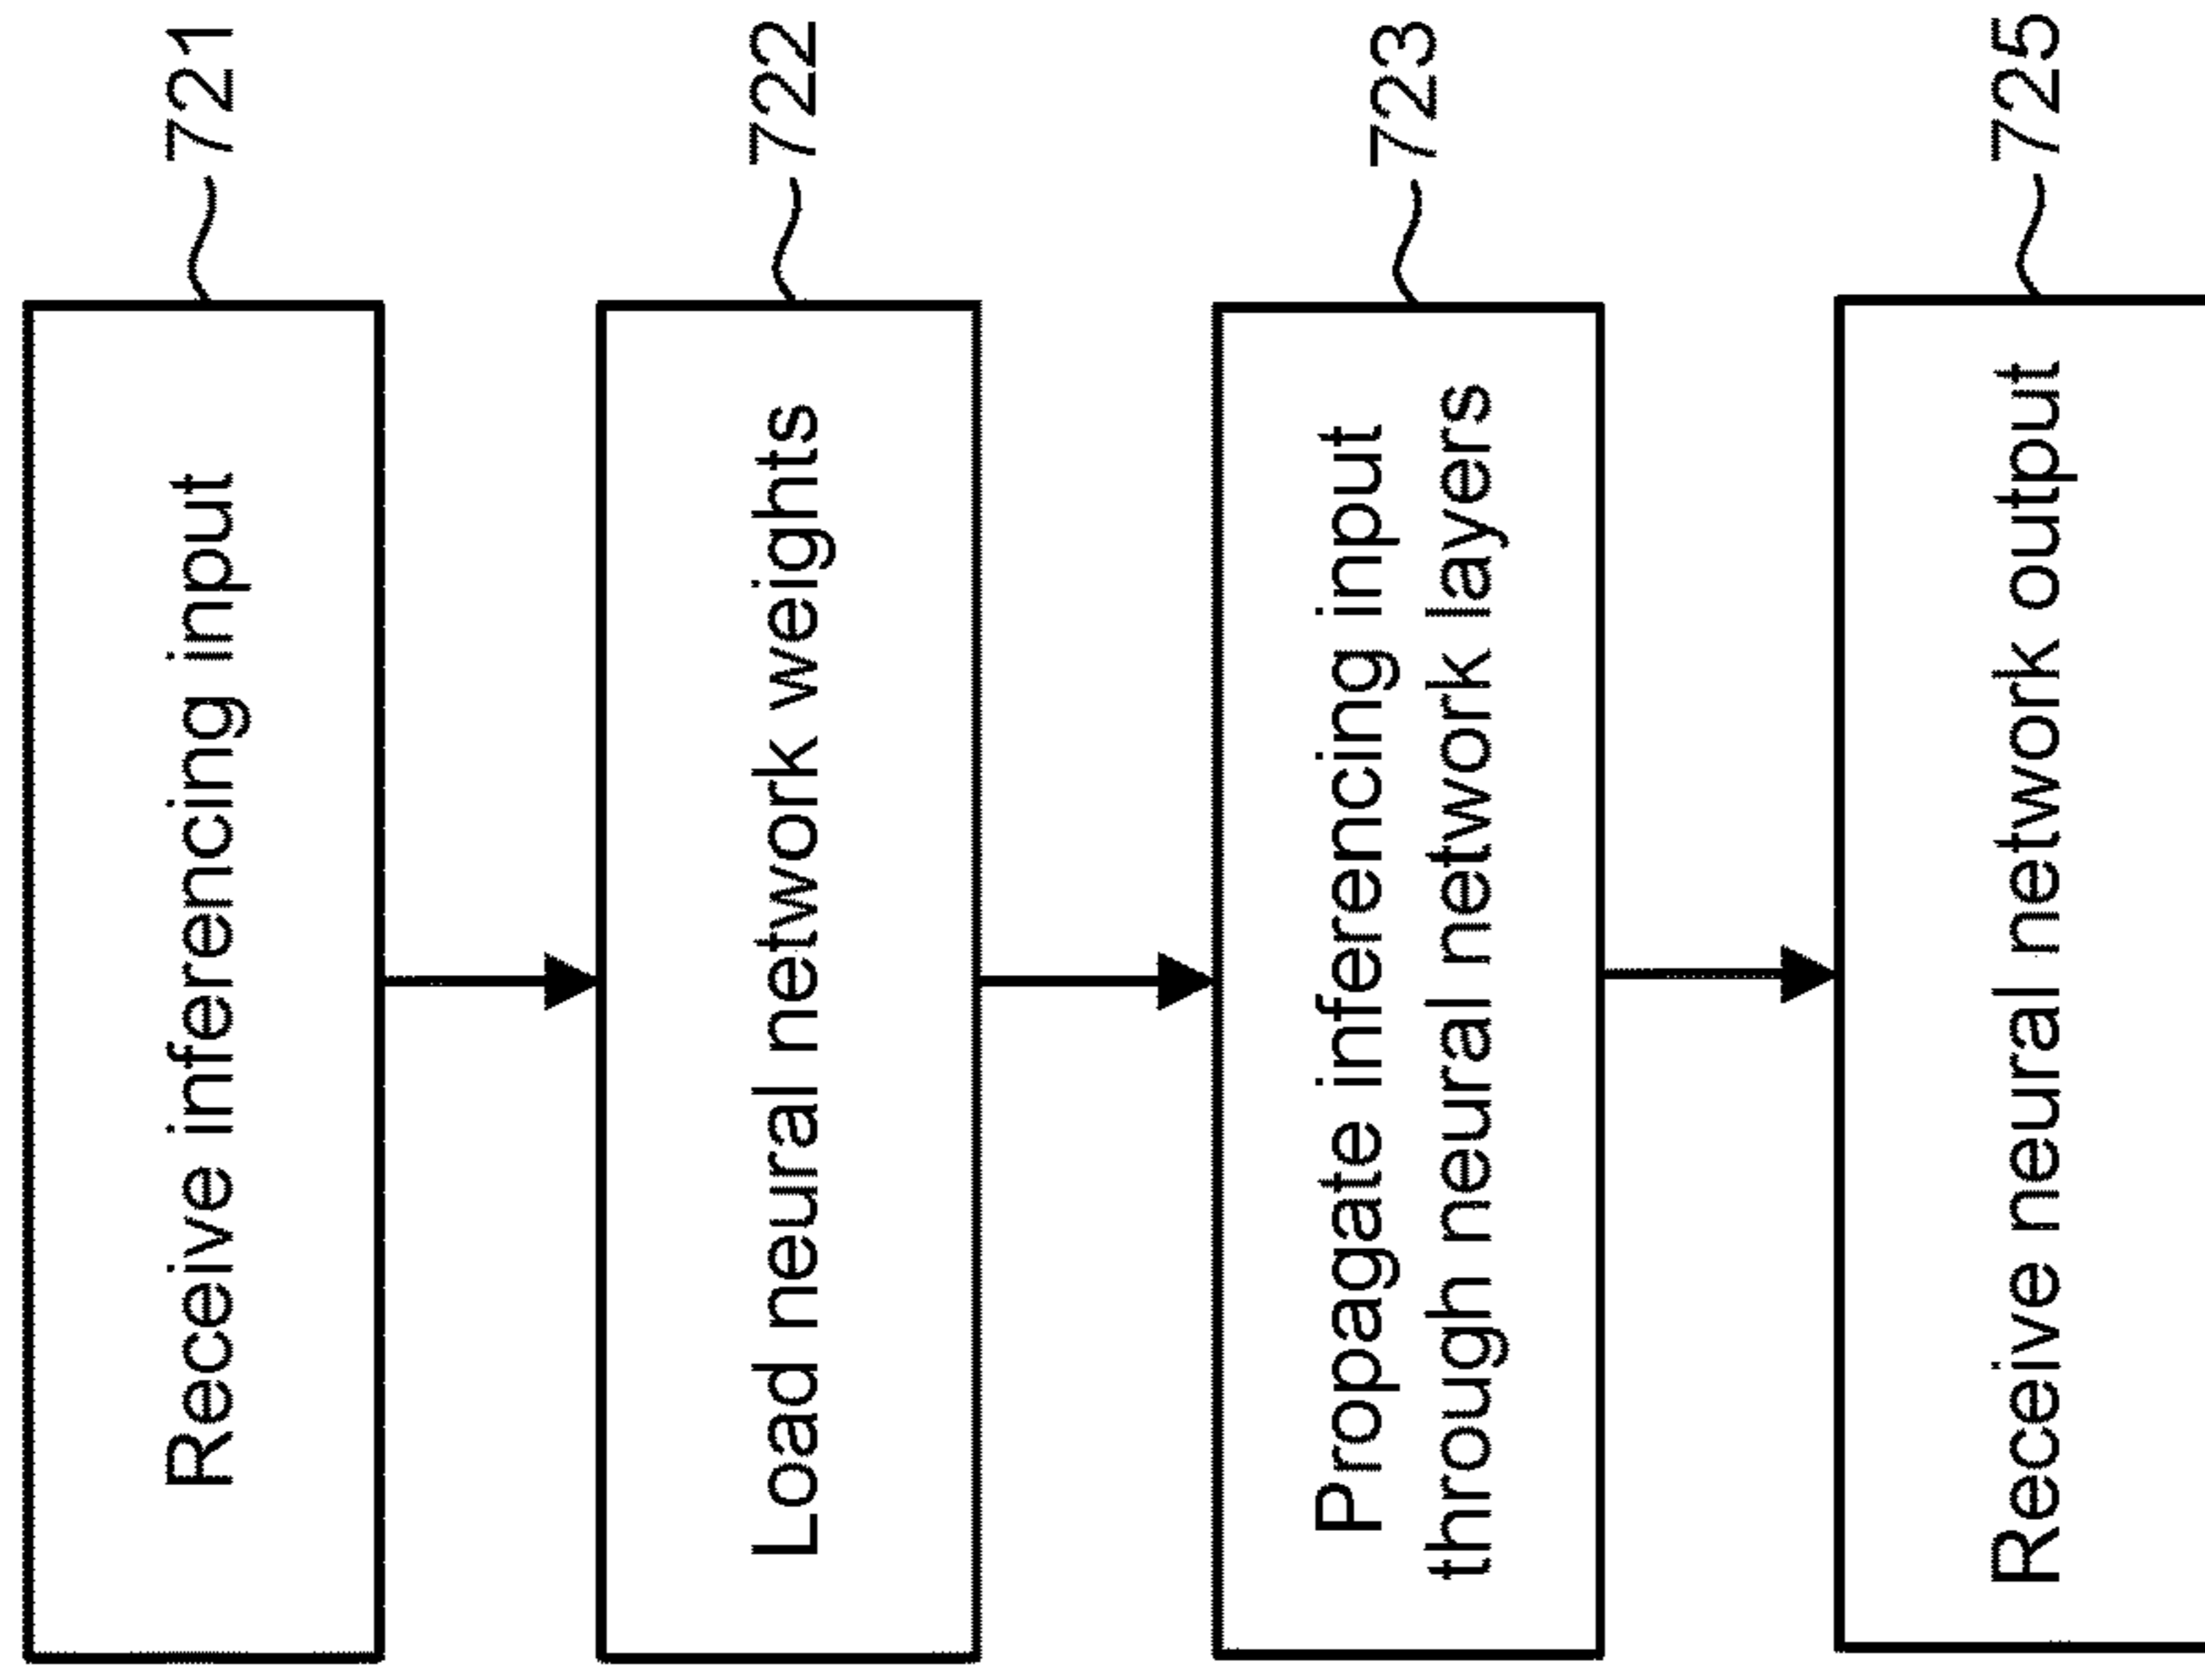 Receive inferencing input
721
Load neural network weights
722
Propagate inferencing input
through neural network layers
723
Receive neural network output
725